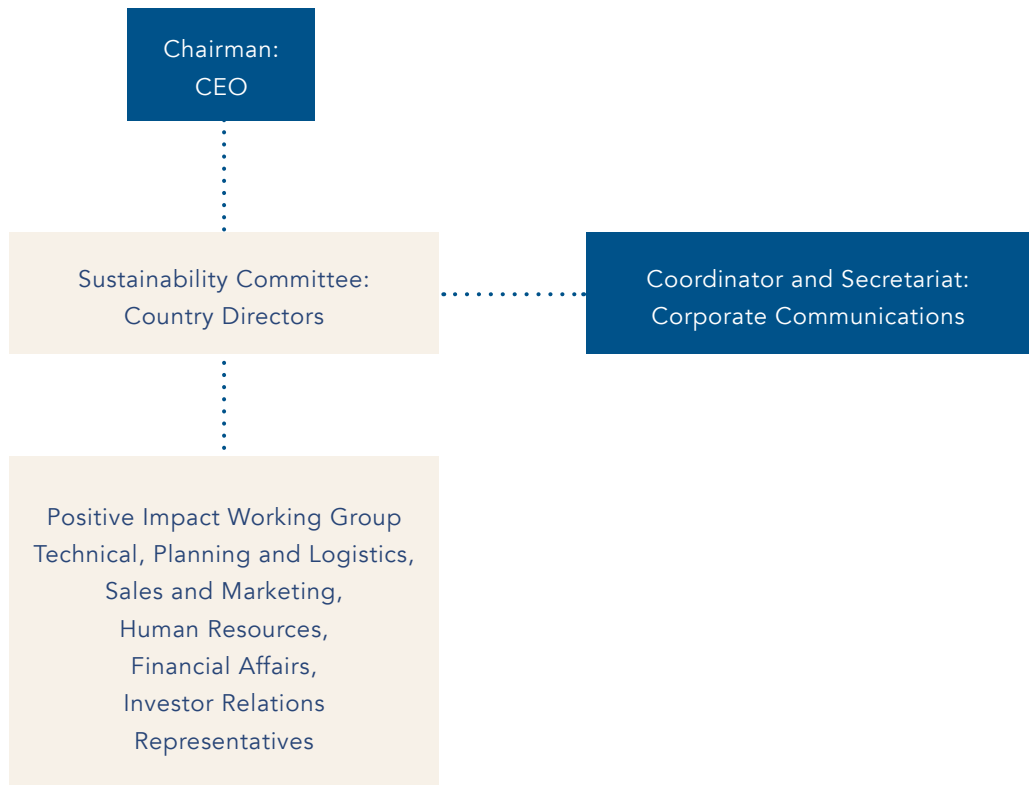 Chairman:
CEO
Sustainability Committee:
Country Directors
Coordinator and Secretariat:
Corporate Communications
Positive Impact Working Group
Technical, Planning and Logistics,
Sales and Marketing,
Human Resources,
Financial Affairs,
Investor Relations
Representatives